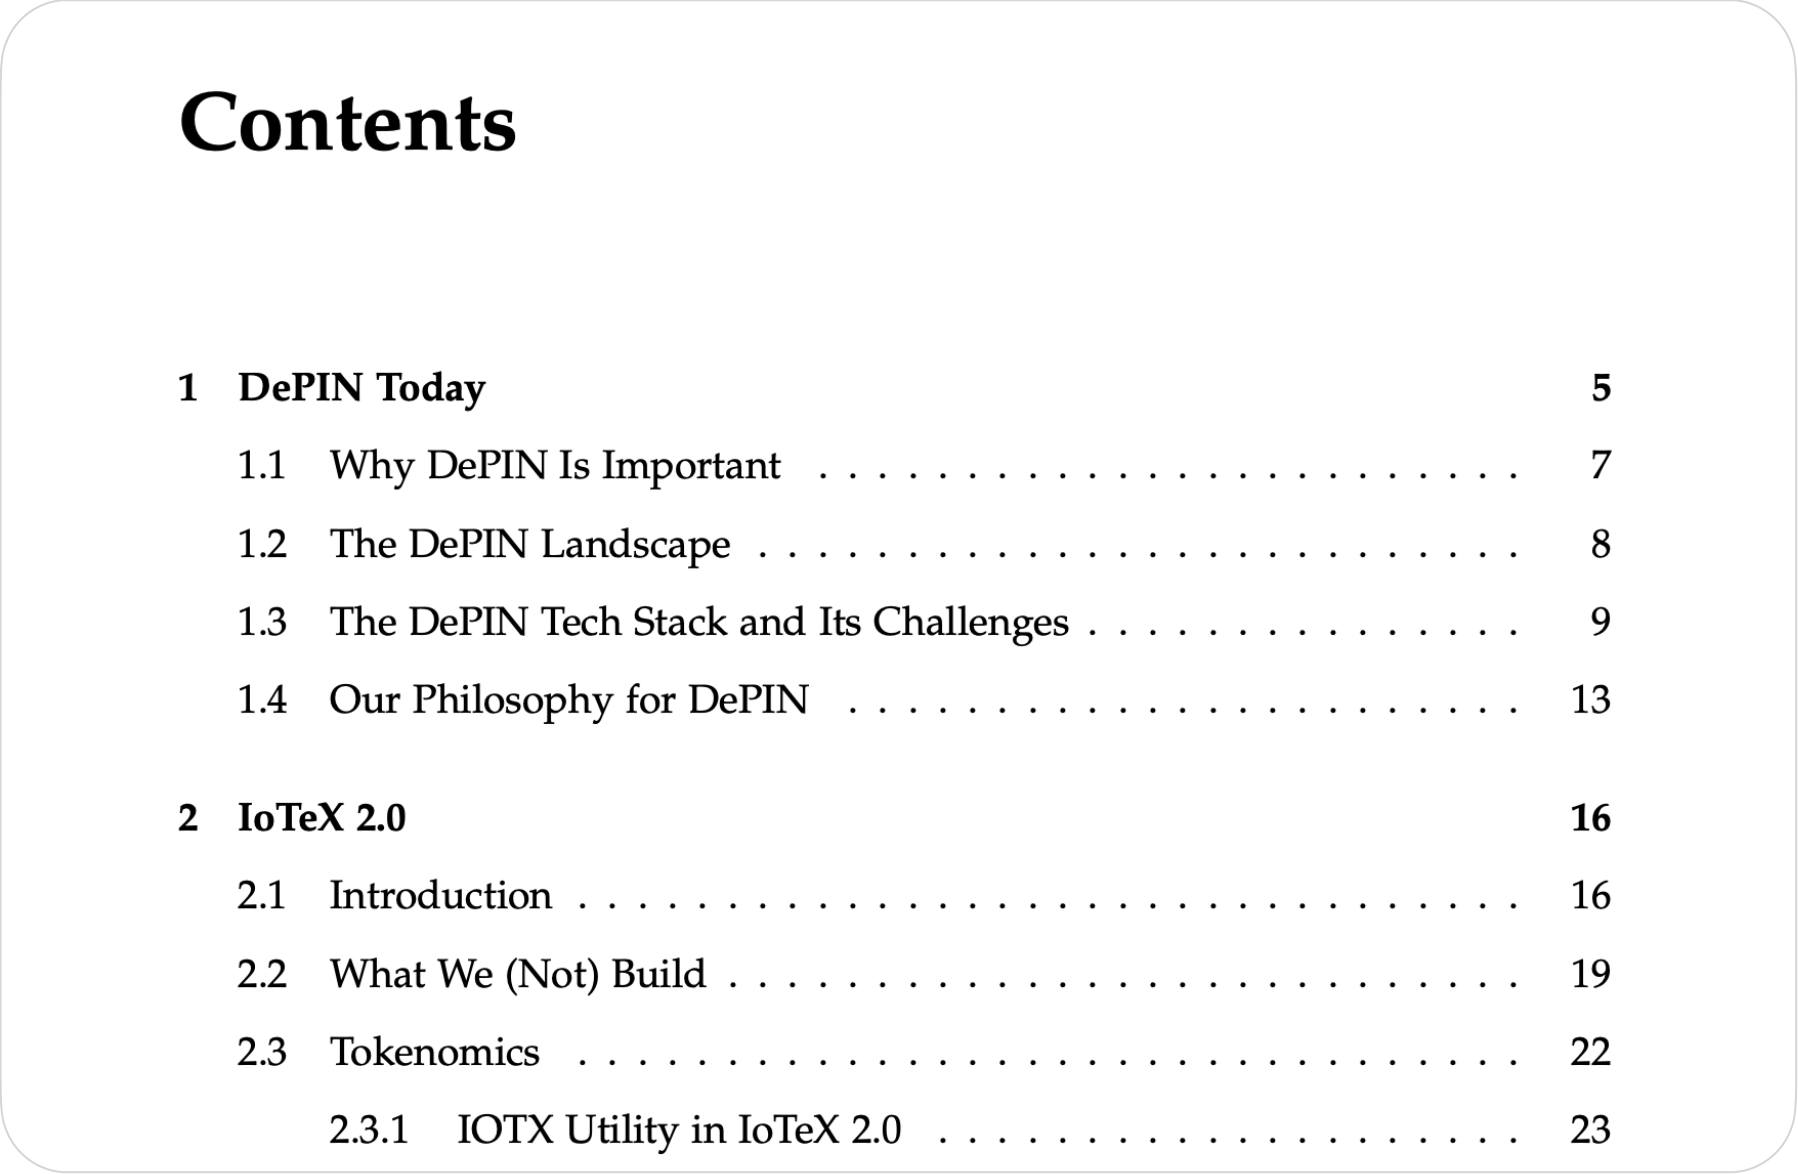 Contents
1 DePIN Today 5
1.1 Why DePIN Is Important . . . . . . . . . . . . . . . . . . . . . . . . 7
1.2 The DePIN Landscape . . . . . . . . . . . . . . . . . . . . . . . . . . 8
1.3 The DePIN Tech Stack and Its Challenges . . . . . . . . . . . . . . . 9
1.4 Our Philosophy for DePIN . . . . . . . . . . . . . . . . . . . . . . . 13
2 IoTeX 2.0 16
2.1 Introduction . . . . . . . . . . . . . . . . . . . . . . . . . . . . . . . . 16
2.2 What We (Not) Build . . . . . . . . . . . . . . . . . . . . . . . . . . . 19
2.3 Tokenomics . . . . . . . . . . . . . . . . . . . . . . . . . . . . . . . . 22
2.3.1 IOTX Utility in IoTeX 2.0 . . . . . . . . . . . . . . . . . . . . 23